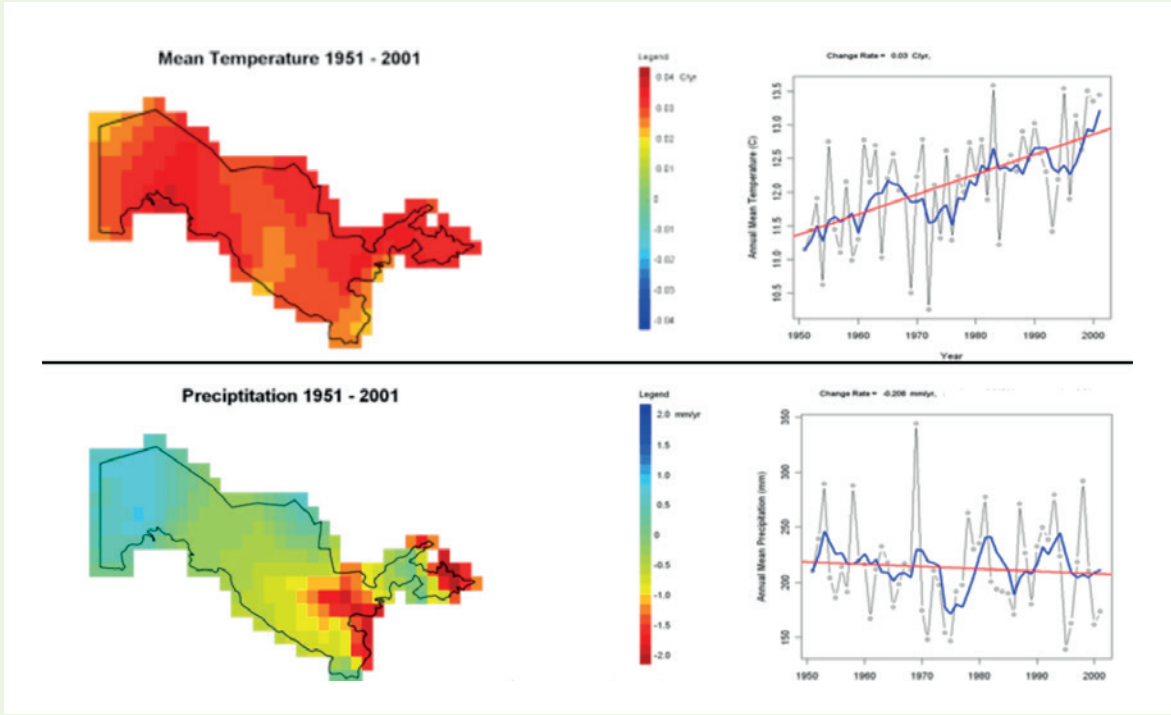 Mean Temperature 1951 - 2001
Legend
0.04 C/yr
0.03
0.02
0.01
0
-0.01
-0.02
-0.03
-0.04
Change Rate = 0.03 C/yr,
Annual Mean Temperature (C)
13.5
13.0
12.5
12.0
11.5
11.0
10.5
1950 1960 1970 1980 1990 2000
Year
Preciptitation 1951 - 2001
Legend
2.0 mm/yr
1.5
1.0
0.5
0
-0.5
-1.0
-1.5
-2.0
Change Rate = -0.206 mm/yr,
Annual Mean Precipitation (mm)
350
300
250
200
150
1950 1960 1970 1980 1990 2000